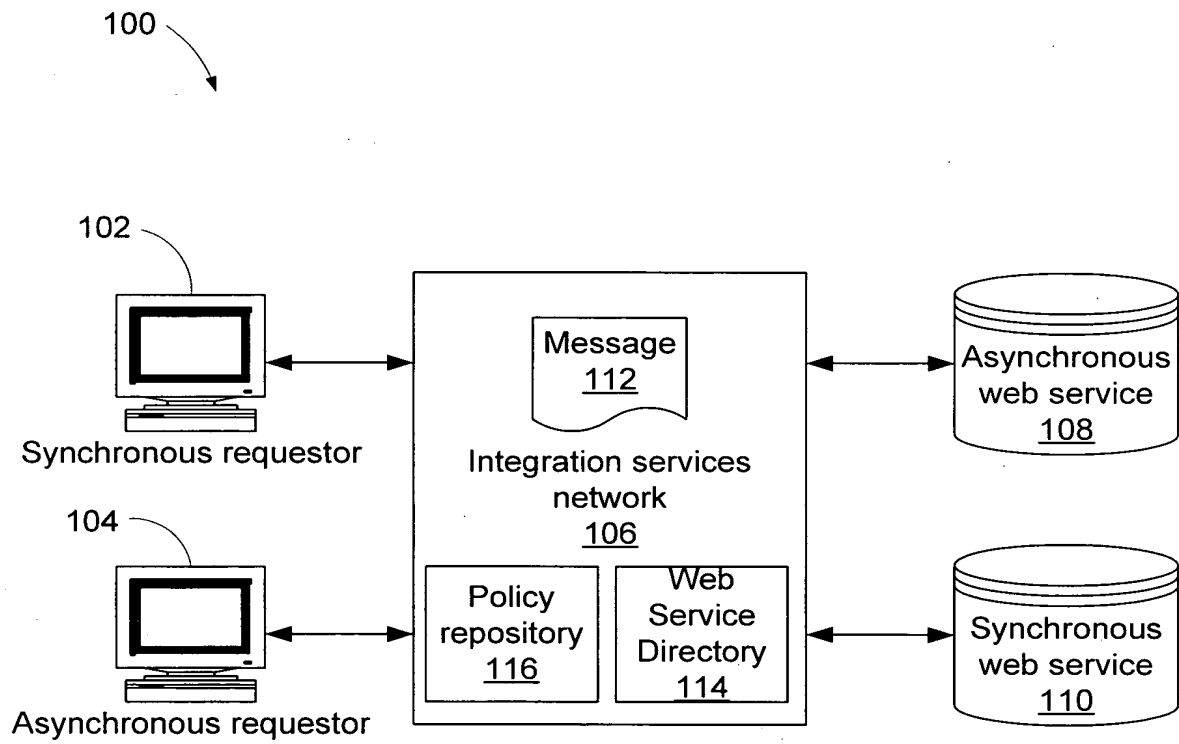 100
102
Synchronous requestor
104
Asynchronous requestor
Message
112
Integration services
network
106
Policy
repository
116
Web
Service
Directory
114
Asynchronous
web service
108
Synchronous
web service
110